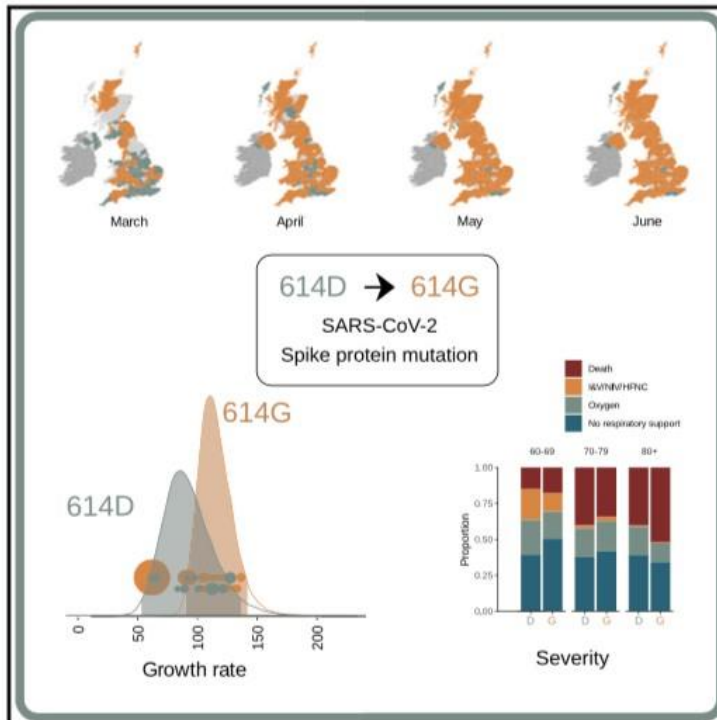 March
April
May
June
614D → 614G
SARS-CoV-2
Spike protein mutation
614G
614D
0
50
100
150
200
Growth rate
Death
I&V/NIV/HFNC
Oxygen
No respiratory support
60-69
70-79
80+
Proportion
1.00
0.75
0.50
0.25
0.00
D G D G D G
Severity